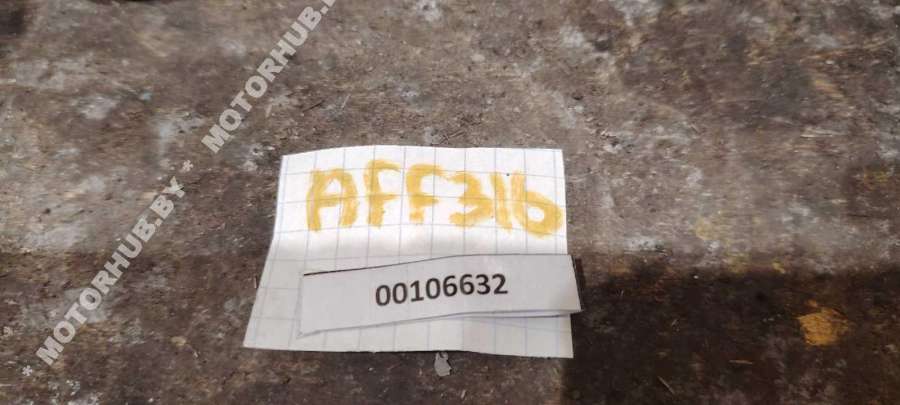 * MOTORHUB.BY * MOTORHUB.BY
AFF316
00106632